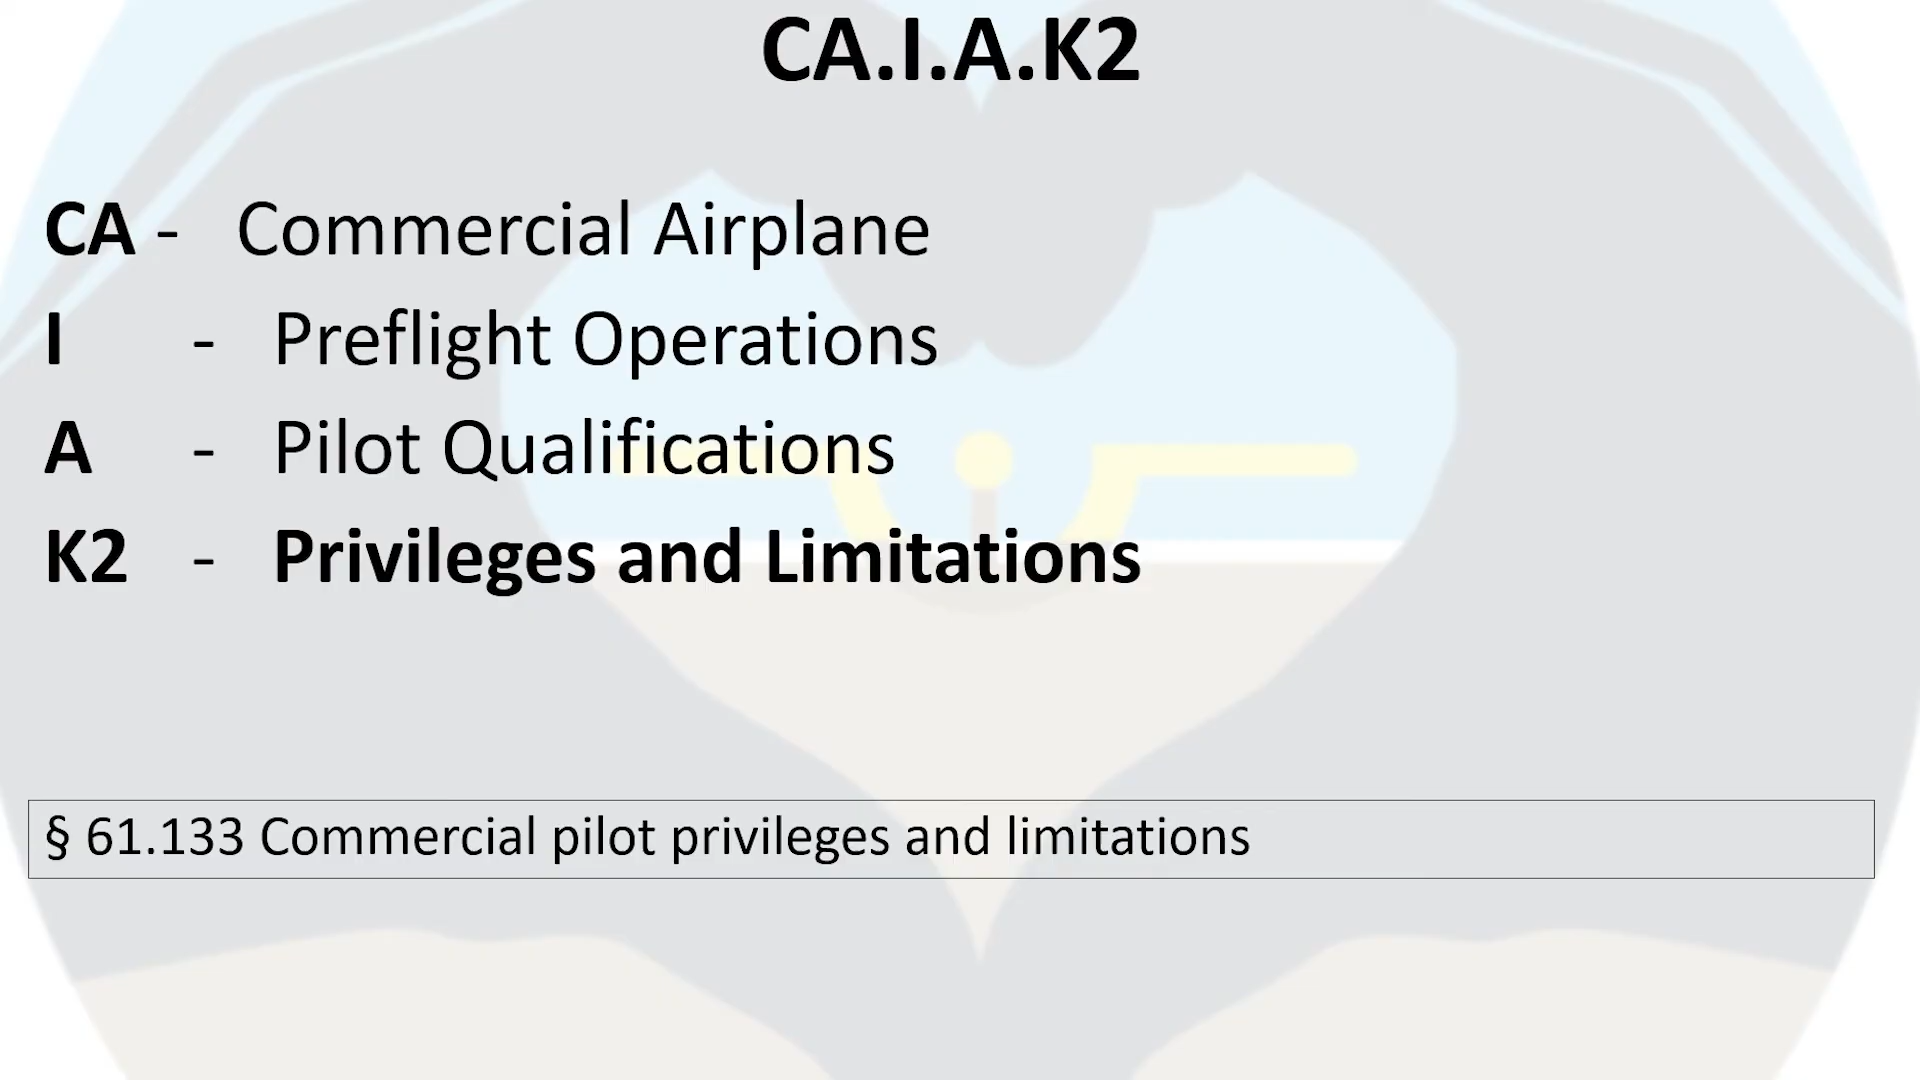 CA.I.A.K2
CA - Commercial Airplane
I - Preflight Operations
A - Pilot Qualifications
K2 - Privileges and Limitations
§ 61.133 Commercial pilot privileges and limitations